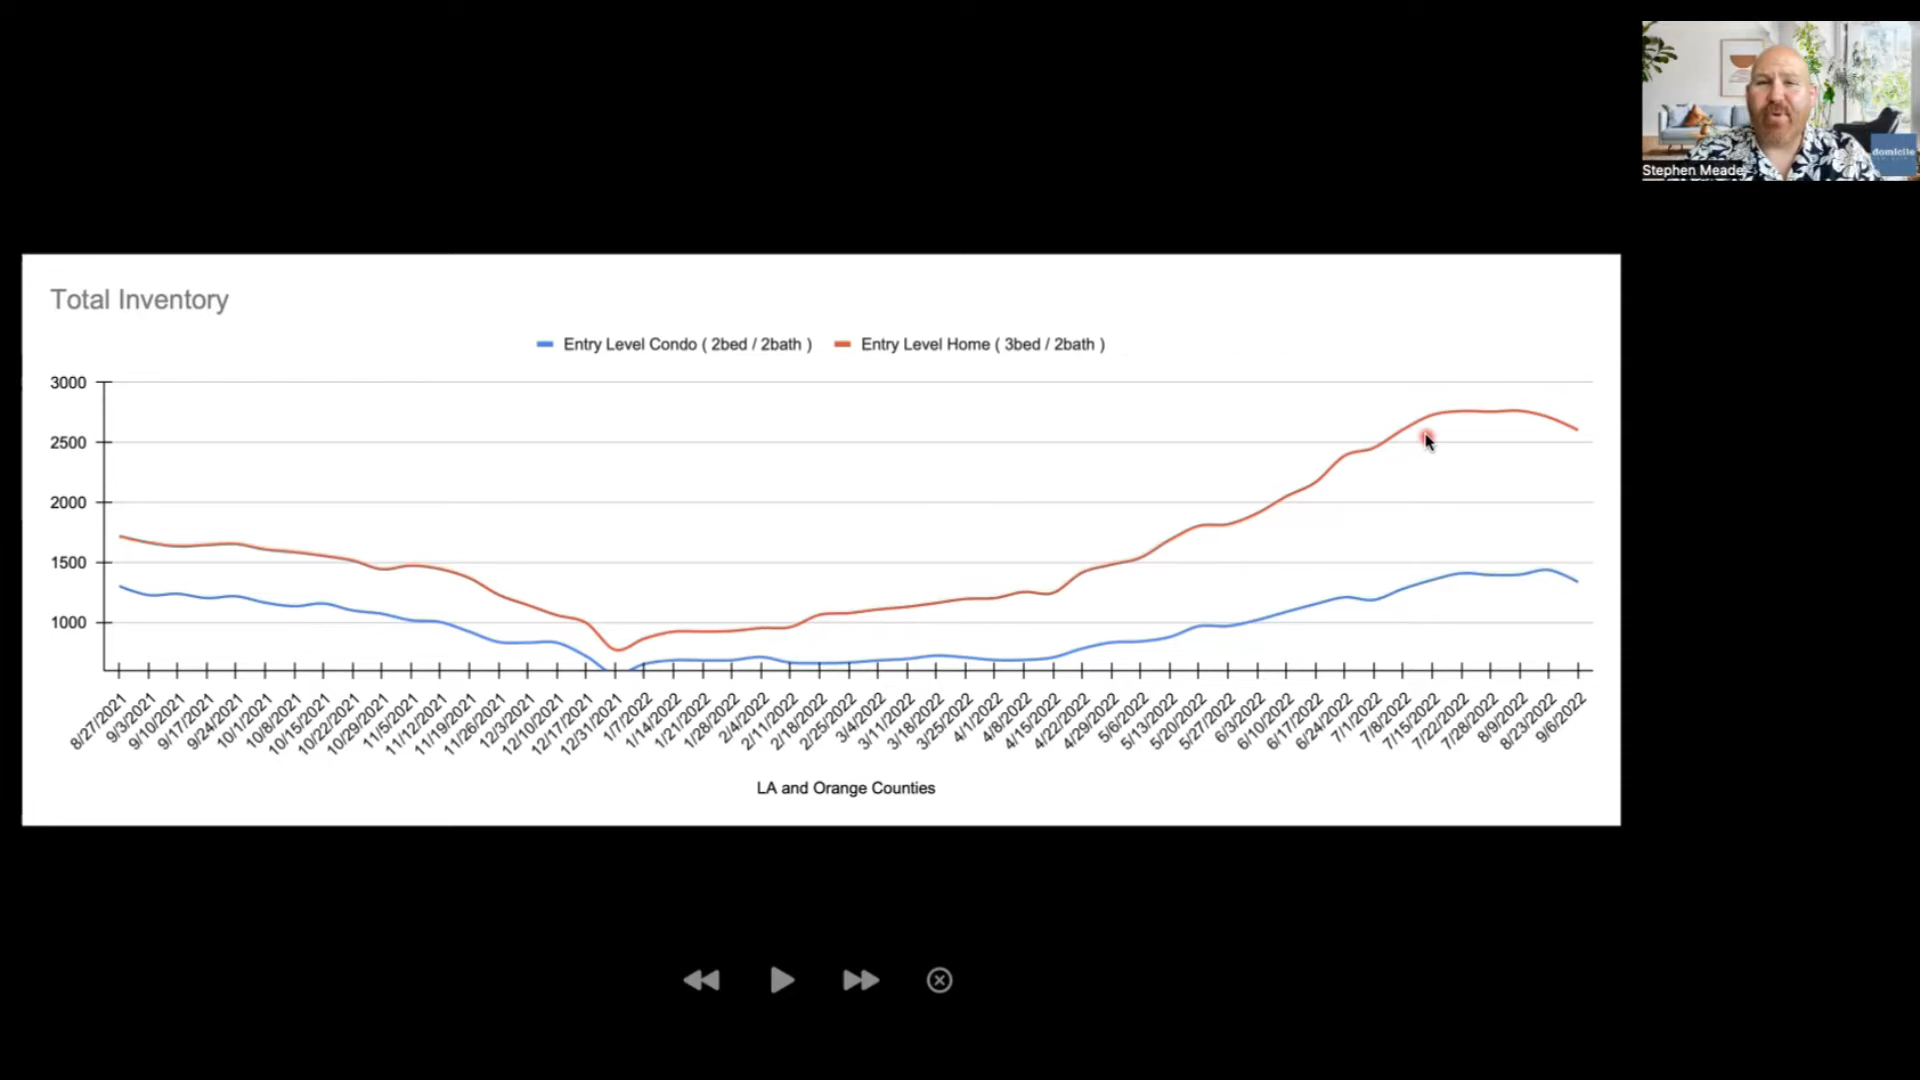 domicile
Stephen Meade
Total Inventory
Entry Level Condo ( 2bed / 2bath ) Entry Level Home ( 3bed / 2bath )
3000
2500
2000
1500
1000
8/27/2021 9/3/2021 9/10/2021 9/17/2021 9/24/2021 10/1/2021 10/8/2021 10/15/2021 10/22/2021 10/29/2021 11/5/2021 11/12/2021 11/19/2021 11/26/2021 12/3/2021 12/10/2021 12/17/2021 12/31/2021 1/7/2022 1/14/2022 1/21/2022 1/28/2022 2/4/2022 2/11/2022 2/18/2022 2/25/2022 3/4/2022 3/11/2022 3/18/2022 3/25/2022 4/1/2022 4/8/2022 4/15/2022 4/22/2022 4/29/2022 5/6/2022 5/13/2022 5/20/2022 5/27/2022 6/3/2022 6/10/2022 6/17/2022 6/24/2022 7/1/2022 7/8/2022 7/15/2022 7/22/2022 7/28/2022 8/9/2022 8/23/2022 9/6/2022
LA and Orange Counties